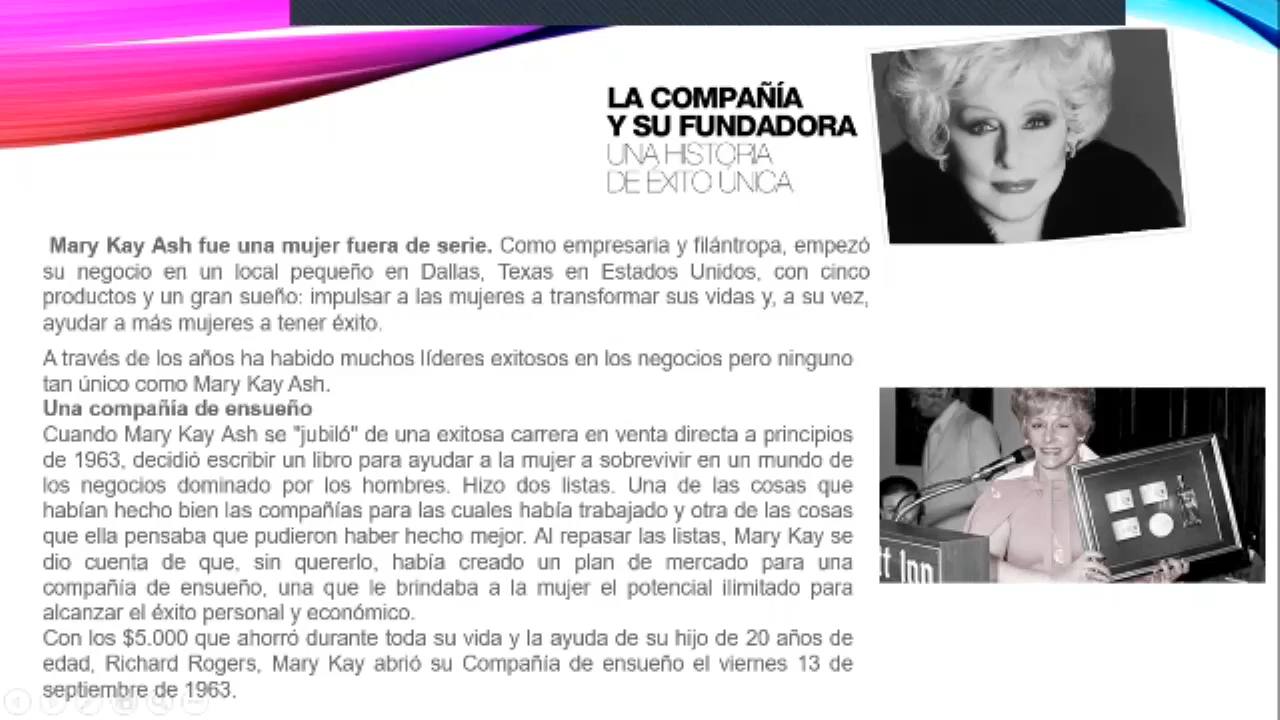 LA COMPAÑÍA
Y SU FUNDADORA
UNA HISTORIA
DE ÉXITO ÚNICA
Mary Kay Ash fue una mujer fuera de serie. Como empresaria y filántropa, empezó
su negocio en un local pequeño en Dallas, Texas en Estados Unidos, con cinco
productos y un gran sueño: impulsar a las mujeres a transformar sus vidas y, a su vez,
ayudar a más mujeres a tener éxito.
A través de los años ha habido muchos líderes exitosos en los negocios pero ninguno
tan único como Mary Kay Ash.
Una compañía de ensueño
Cuando Mary Kay Ash se "jubiló" de una exitosa carrera en venta directa a principios
de 1963, decidió escribir un libro para ayudar a la mujer a sobrevivir en un mundo de
los negocios dominado por los hombres. Hizo dos listas. Una de las cosas que
habían hecho bien las compañías para las cuales había trabajado y otra de las cosas
que ella pensaba que pudieron haber hecho mejor. Al repasar las listas, Mary Kay se
dio cuenta de que, sin quererlo, había creado un plan de mercado para una
compañía de ensueño, una que le brindaba a la mujer el potencial ilimitado para
alcanzar el éxito personal y económico.
Con los $5.000 que ahorró durante toda su vida y la ayuda de su hijo de 20 años de
edad, Richard Rogers, Mary Kay abrió su Compañía de ensueño el viernes 13 de
septiembre de 1963.
tt Inn